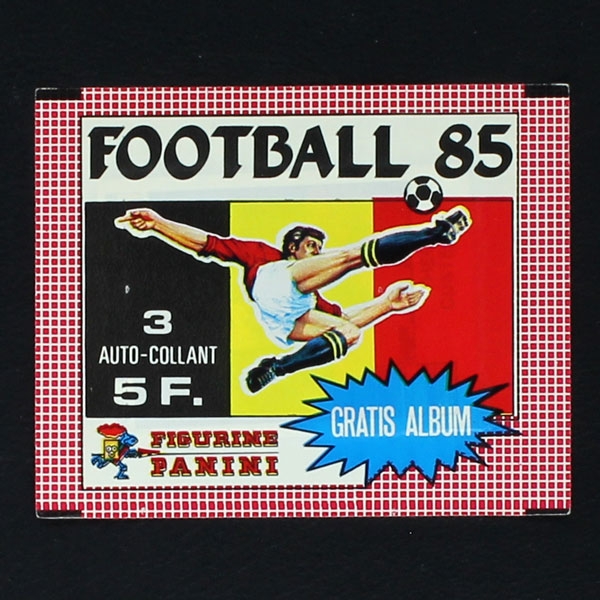 FOOTBALL 85
3
AUTO-COLLANT
5 F.
GRATIS ALBUM
FIGURINE
PANINI